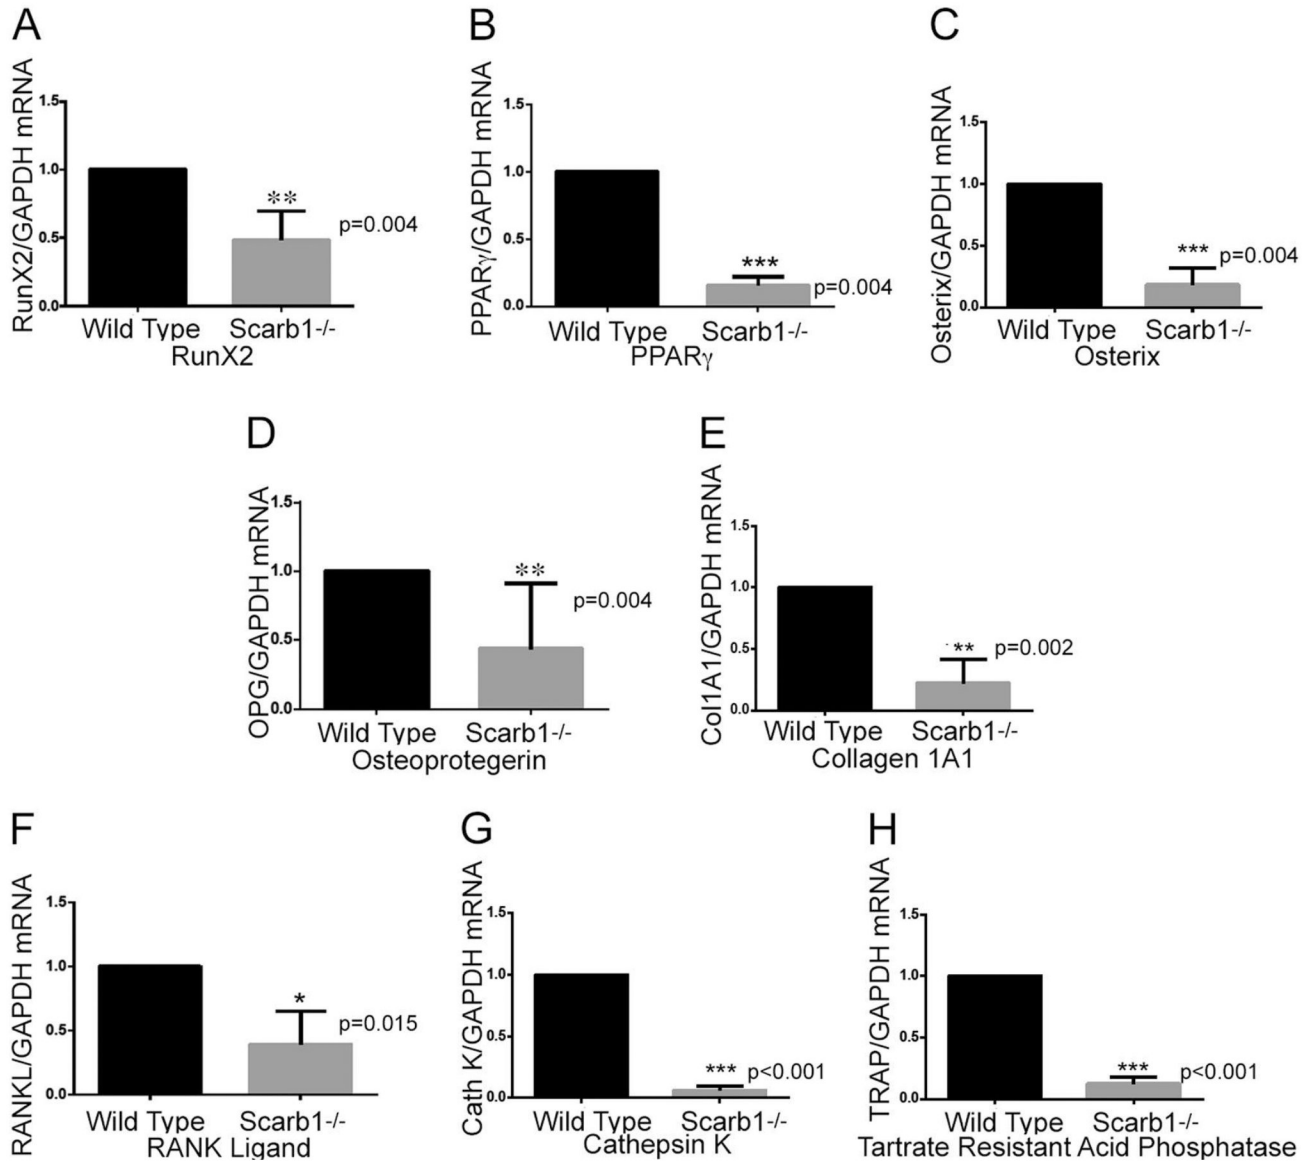 A
RunX2/GAPDH mRNA
1.5
1.0
0.5
0.0
**
p=0.004
Wild Type Scarb1-/-
RunX2
B
PPARγ/GAPDH mRNA
1.5
1.0
0.5
0.0
***
p=0.004
Wild Type Scarb1-/-
PPARγ
C
Osterix/GAPDH mRNA
1.5
1.0
0.5
0.0
***
p=0.004
Wild Type Scarb1-/-
Osterix
D
OPG/GAPDH mRNA
1.5
1.0
0.5
0.0
**
p=0.004
Wild Type Scarb1-/-
Osteoprotegerin
E
Col1A1/GAPDH mRNA
1.5
1.0
0.5
0.0
**
p=0.002
Wild Type Scarb1-/-
Collagen 1A1
F
RANKL/GAPDH mRNA
1.5
1.0
0.5
0.0
*
p=0.015
Wild Type Scarb1-/-
RANK Ligand
G
Cath K/GAPDH mRNA
1.5
1.0
0.5
0.0
***
p<0.001
Wild Type Scarb1-/-
Cathepsin K
H
TRAP/GAPDH mRNA
1.5
1.0
0.5
0.0
***
p<0.001
Wild Type Scarb1-/-
Tartrate Resistant Acid Phosphatase